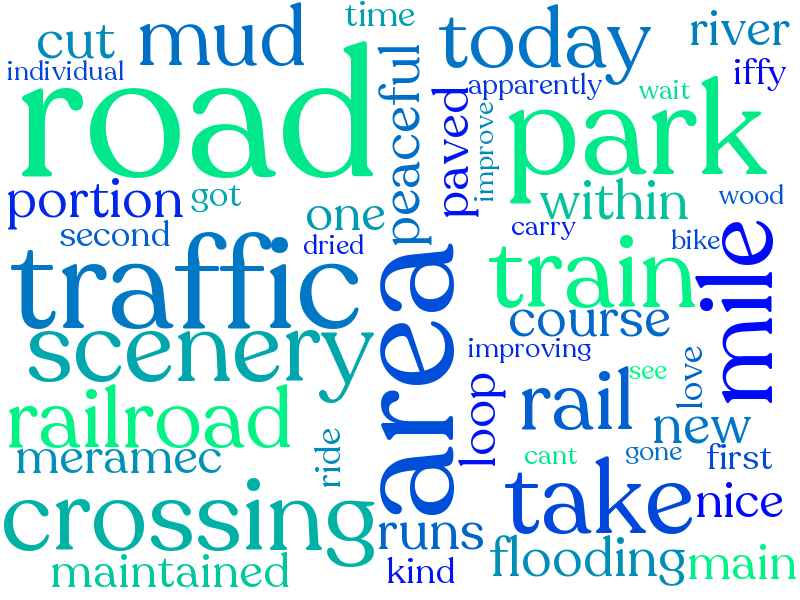 time
cut
mud
today
river
individual
iffy
apparently
wait
road
peaceful
paved
improve
park
portion
got
one
within
wood
second
dried
carry
bike
mile
traffic
area
train
scenery
course
improving
see
love
railroad
loop
rail
new
meramec
ride
cant
gone
first
crossing
take
nice
runs
flooding
main
maintained
kind